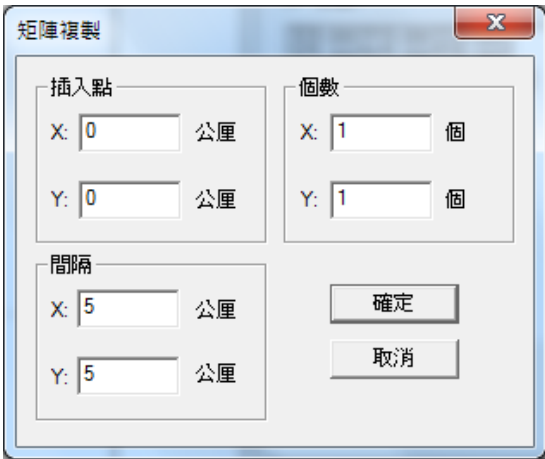 矩陣複製
插入點
X: 0 公厘
Y: 0 公厘
個數
X: 1 個
Y: 1 個
間隔
X: 5 公厘
Y: 5 公厘
確定
取消